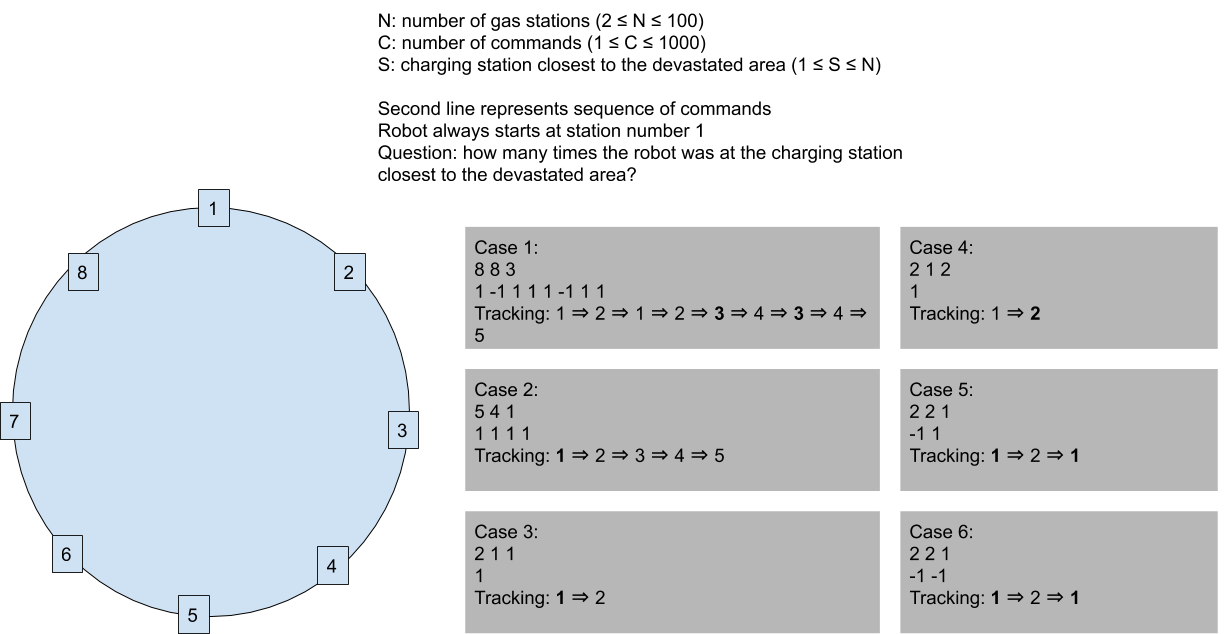 N: number of gas stations (2 ≤ N ≤ 100)
C: number of commands (1 ≤ C ≤ 1000)
S: charging station closest to the devastated area (1 ≤ S ≤ N)
Second line represents sequence of commands
Robot always starts at station number 1
Question: how many times the robot was at the charging station
closest to the devastated area?
1
2
3
4
5
6
7
8
Case 1:
8 8 3
1 -1 1 1 1 -1 1 1
Tracking: 1 ⇒ 2 ⇒ 1 ⇒ 2 ⇒ 3 ⇒ 4 ⇒ 3 ⇒ 4 ⇒
5
Case 2:
5 4 1
1 1 1 1
Tracking: 1 ⇒ 2 ⇒ 3 ⇒ 4 ⇒ 5
Case 3:
2 1 1
1
Tracking: 1 ⇒ 2
Case 4:
2 1 2
1
Tracking: 1 ⇒ 2
Case 5:
2 2 1
-1 1
Tracking: 1 ⇒ 2 ⇒ 1
Case 6:
2 2 1
-1 -1
Tracking: 1 ⇒ 2 ⇒ 1